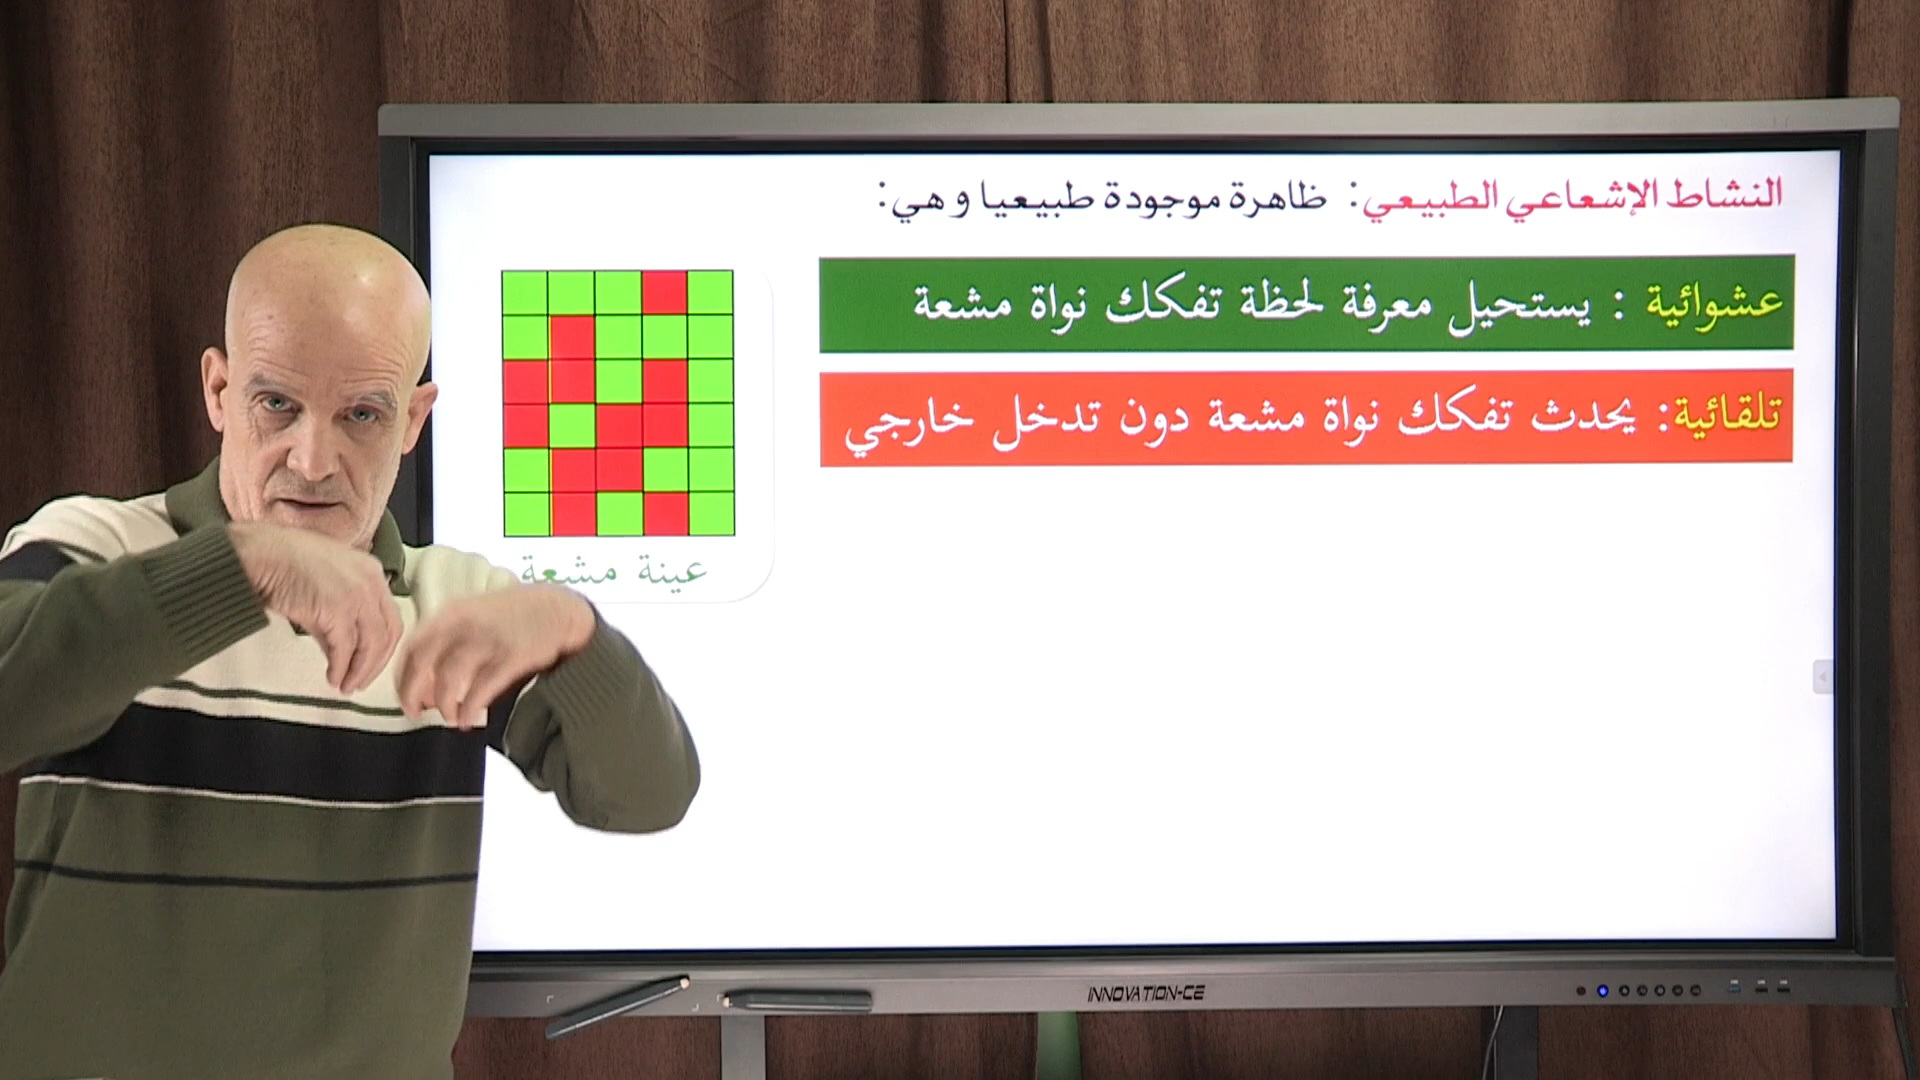 النشاط الإشعاعي الطبيعي: ظاهرة موجودة طبيعيا و هي:
عشوائية : يستحيل معرفة لحظة تفكك نواة مشعة
تلقائية: يحدث تفكك نواة مشعة دون تدخل خارجي
عينة مشعة
INNOVATION-CE